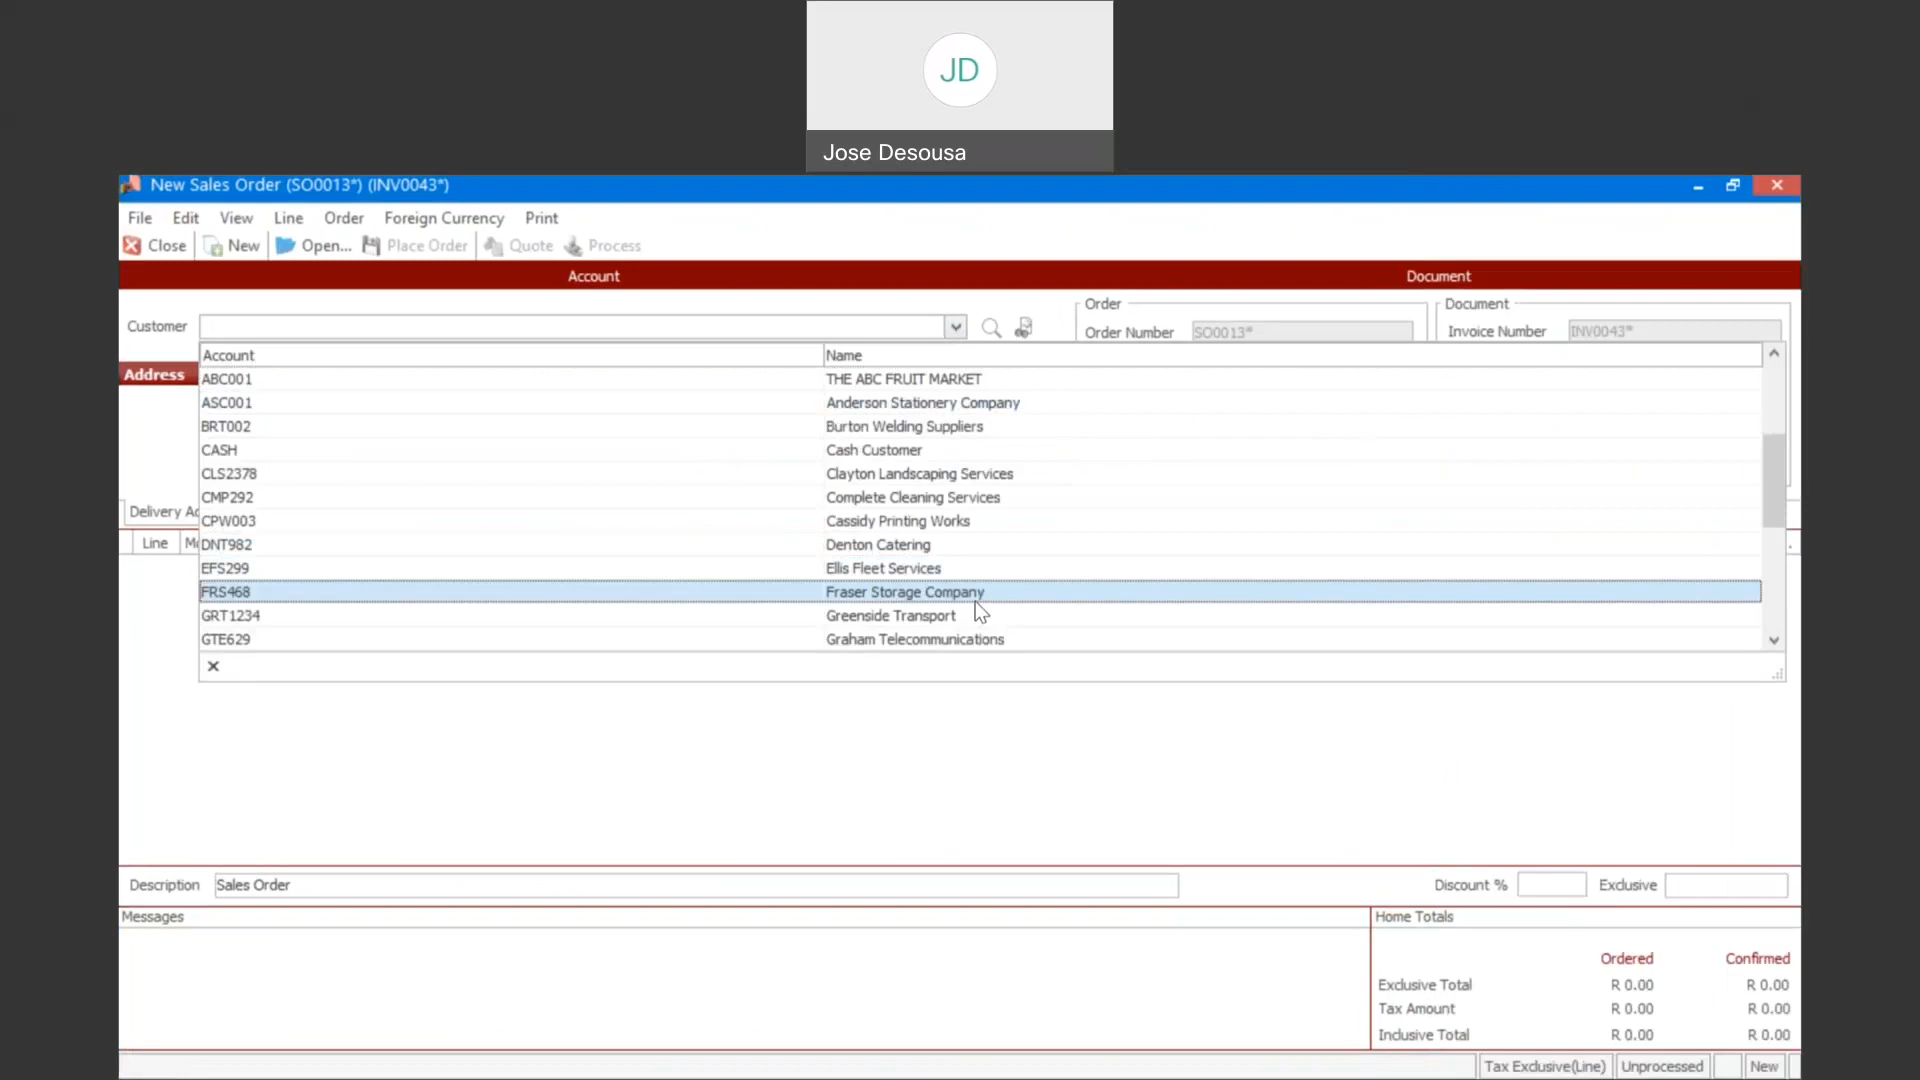 JD
Jose Desousa
New Sales Order (SO0013*) (INV0043*)
File Edit View Line Order Foreign Currency Print
Close New Open... Place Order Quote Process
Account Document
Customer
Order
Order Number SO0013*
Document
Invoice Number INV0043*
Address
Account Name
ABC001 THE ABC FRUIT MARKET
ASC001 Anderson Stationery Company
BRT002 Burton Welding Suppliers
CASH Cash Customer
CLS2378 Clayton Landscaping Services
CMP292 Complete Cleaning Services
Delivery
CPW003 Cassidy Printing Works
Line
DNT982 Denton Catering
EFS299 Ellis Fleet Services
FRS468 Fraser Storage Company
GRT1234 Greenside Transport
GTE629 Graham Telecommunications
Description Sales Order Discount % Exclusive
Messages Home Totals
Ordered Confirmed
Exclusive Total R 0.00 R 0.00
Tax Amount R 0.00 R 0.00
Inclusive Total R 0.00 R 0.00
Tax Exclusive(Line) Unprocessed New